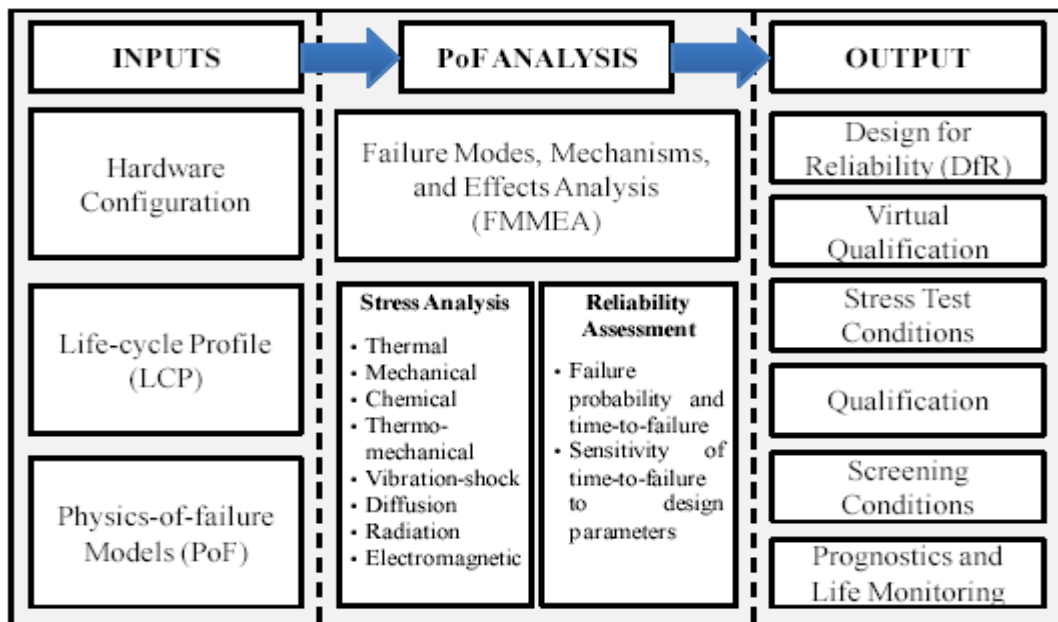 INPUTS
PoF ANALYSIS
OUTPUT
Hardware
Configuration
Life-cycle Profile
(LCP)
Physics-of-failure
Models (PoF)
Failure Modes, Mechanisms,
and Effects Analysis
(FMMEA)
Stress Analysis
• Thermal
• Mechanical
• Chemical
• Thermo-
mechanical
• Vibration-shock
• Diffusion
• Radiation
• Electromagnetic
Reliability
Assessment
• Failure
probability and
time-to-failure
• Sensitivity of
time-to-failure
to design
parameters
Design for
Reliability (DfR)
Virtual
Qualification
Stress Test
Conditions
Qualification
Screening
Conditions
Prognostics and
Life Monitoring